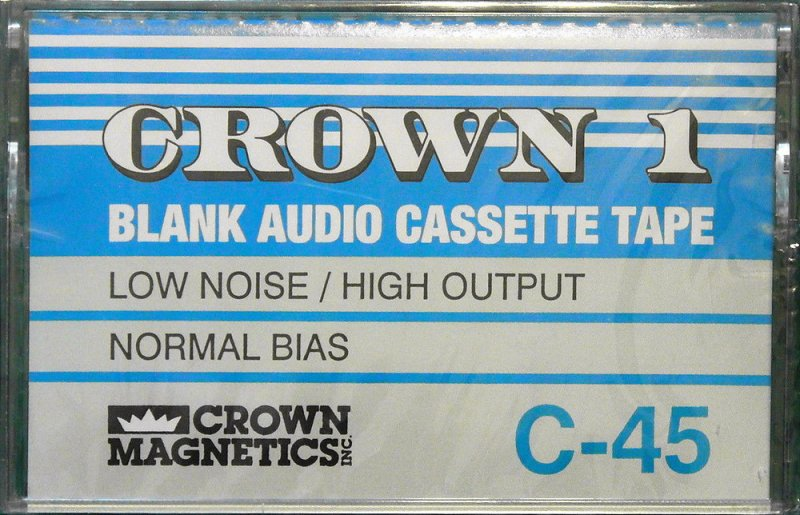 CROWN 1
BLANK AUDIO CASSETTE TAPE
LOW NOISE / HIGH OUTPUT
NORMAL BIAS
CROWN
MAGNETICS INC.
C-45